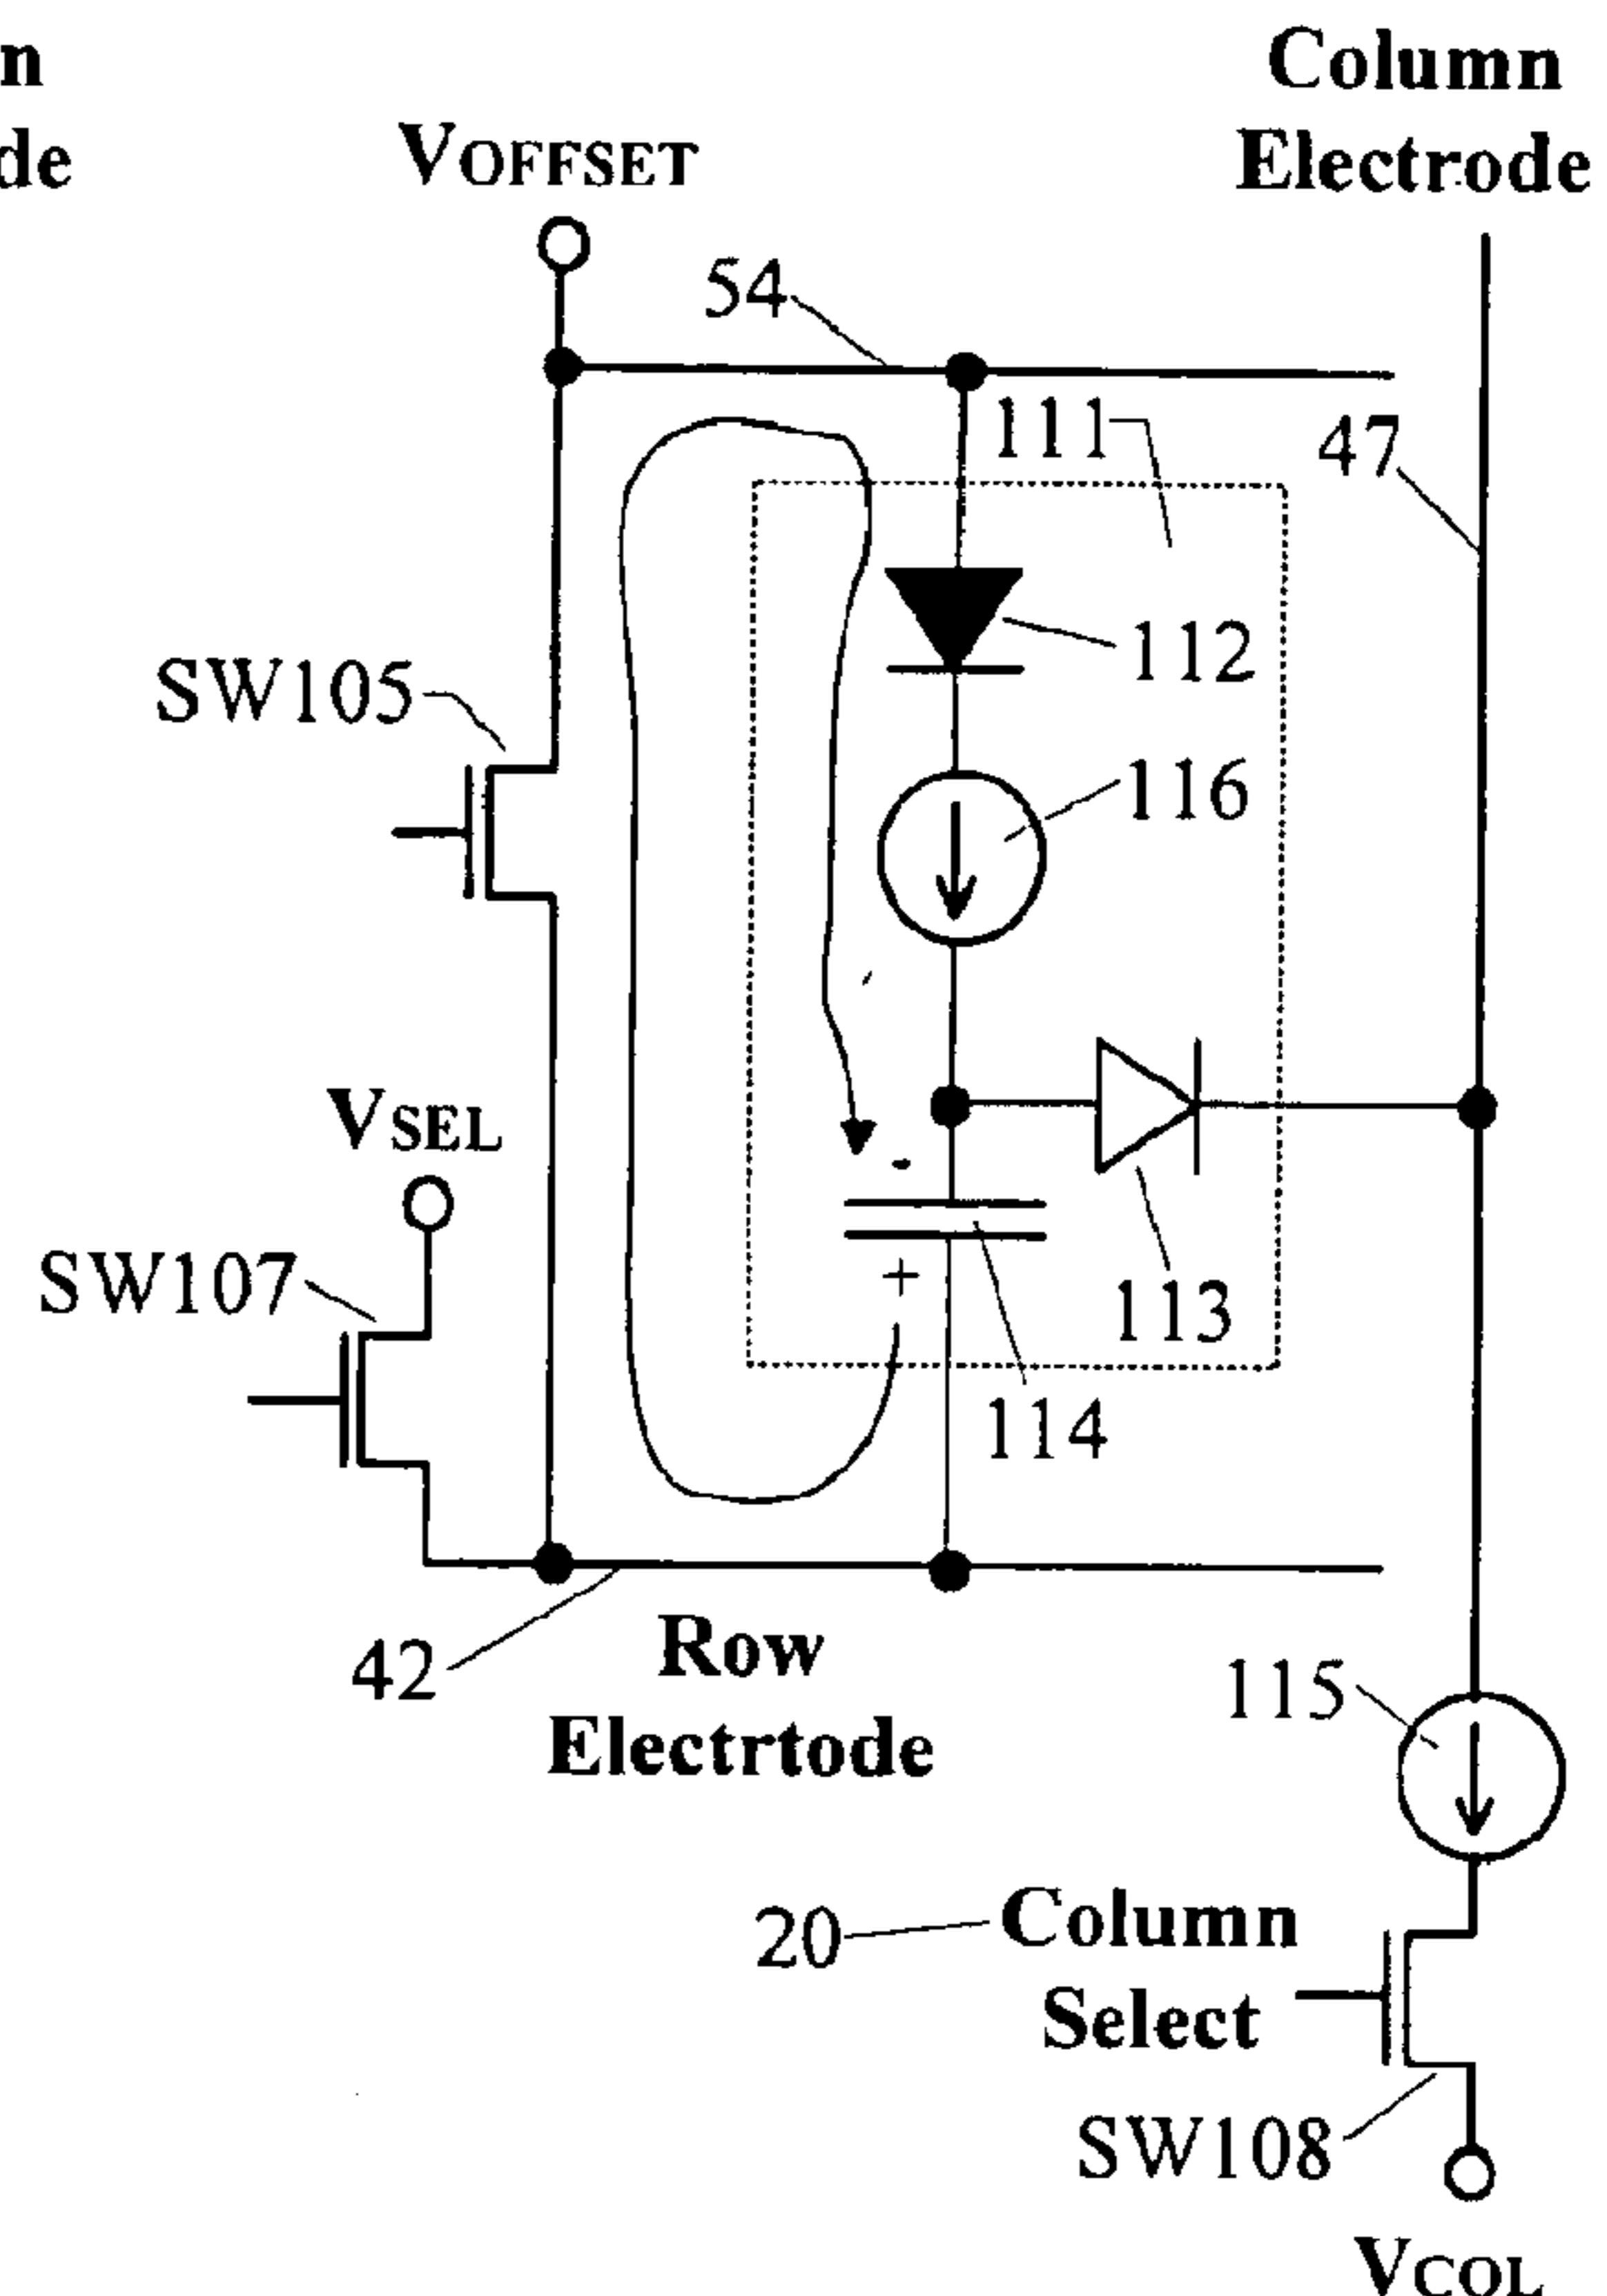 n
de
Column
Electrode
VOFFSET
54
111
47
112
SW105
116
VSEL
SW107
-
+
113
114
42
Row
Electrtode
115
20
Column
Select
SW108
VCOL